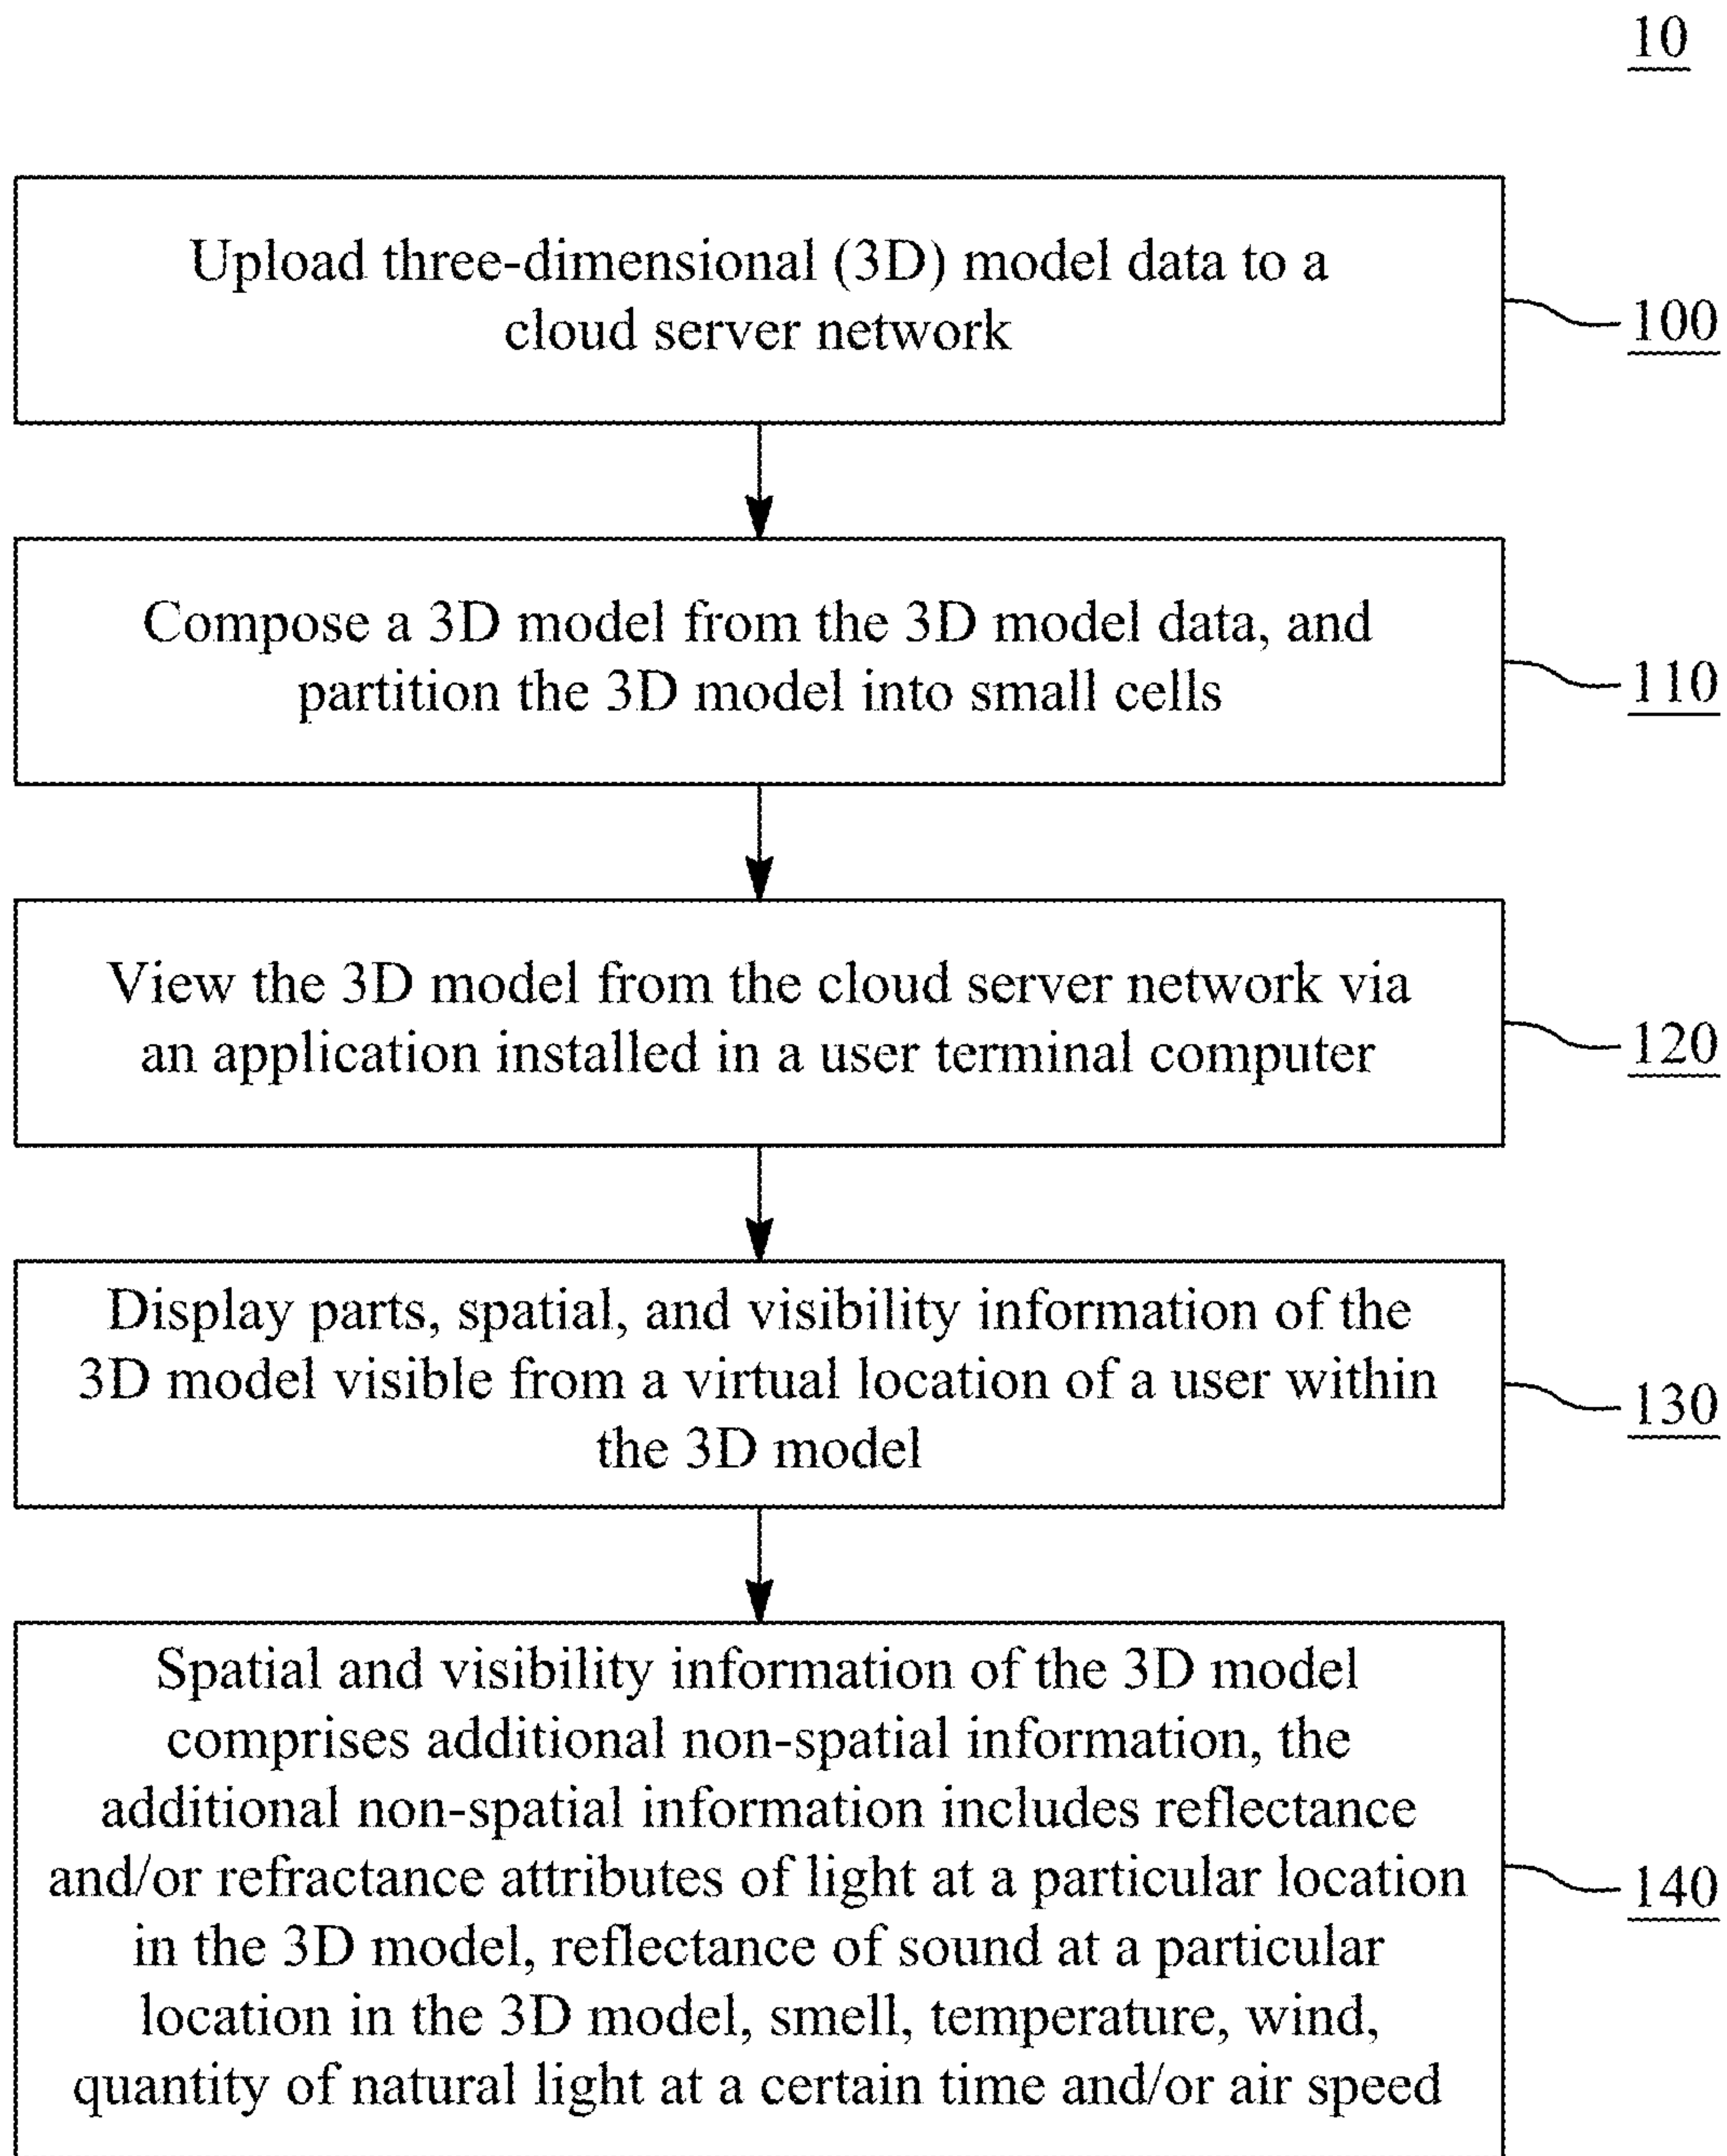 10
Upload three-dimensional (3D) model data to a
cloud server network
100
Compose a 3D model from the 3D model data, and
partition the 3D model into small cells
110
View the 3D model from the cloud server network via
an application installed in a user terminal computer
120
Display parts, spatial, and visibility information of the
3D model visible from a virtual location of a user within
the 3D model
130
Spatial and visibility information of the 3D model
comprises additional non-spatial information, the
additional non-spatial information includes reflectance
and/or refractance attributes of light at a particular location
in the 3D model, reflectance of sound at a particular
location in the 3D model, smell, temperature, wind,
quantity of natural light at a certain time and/or air speed
140